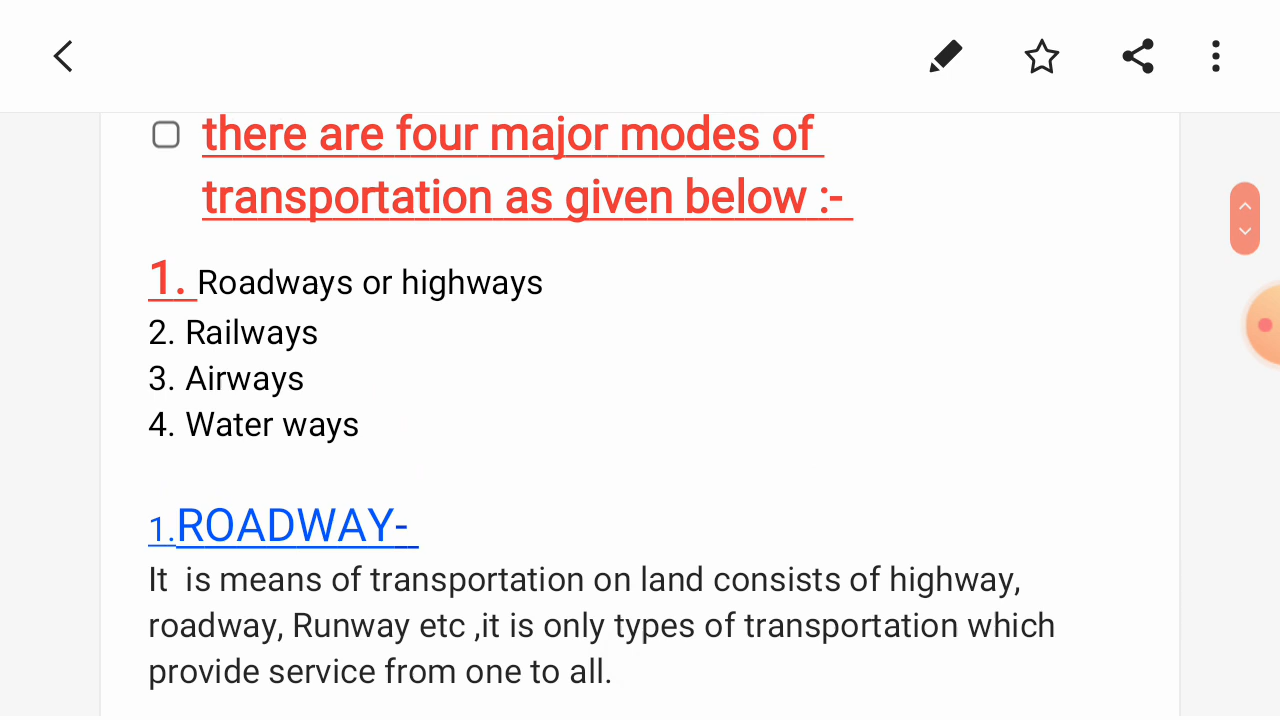 there are four major modes of
transportation as given below :-
1. Roadways or highways
2. Railways
3. Airways
4. Water ways
1.ROADWAY-
It  is means of transportation on land consists of highway,
roadway, Runway etc ,it is only types of transportation which
provide service from one to all.